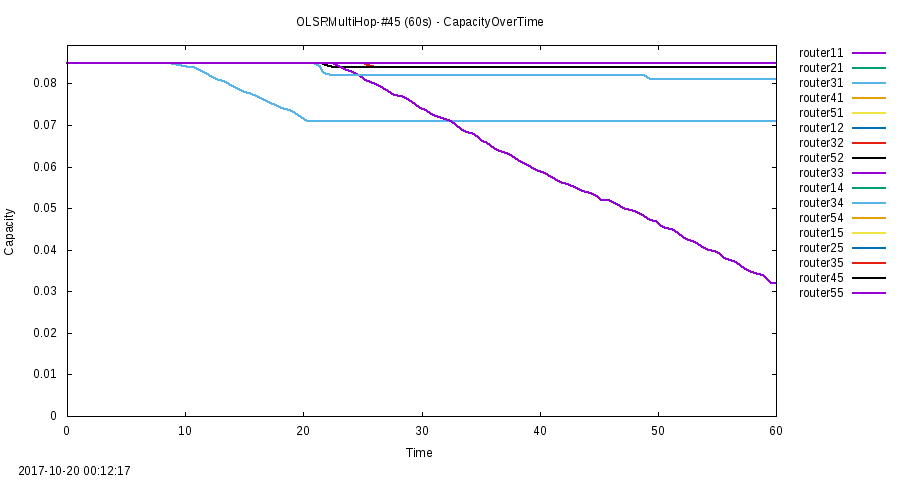 OLSRMultiHop-#45 (60s) - CapacityOverTime
router11
router21
router31
router41
router51
router12
router32
router52
router33
router14
router34
router54
router15
router25
router35
router45
router55
0.08
0.07
0.06
0.05
0.04
0.03
0.02
0.01
0
Capacity
0 10 20 30 40 50 60
Time
2017-10-20 00:12:17